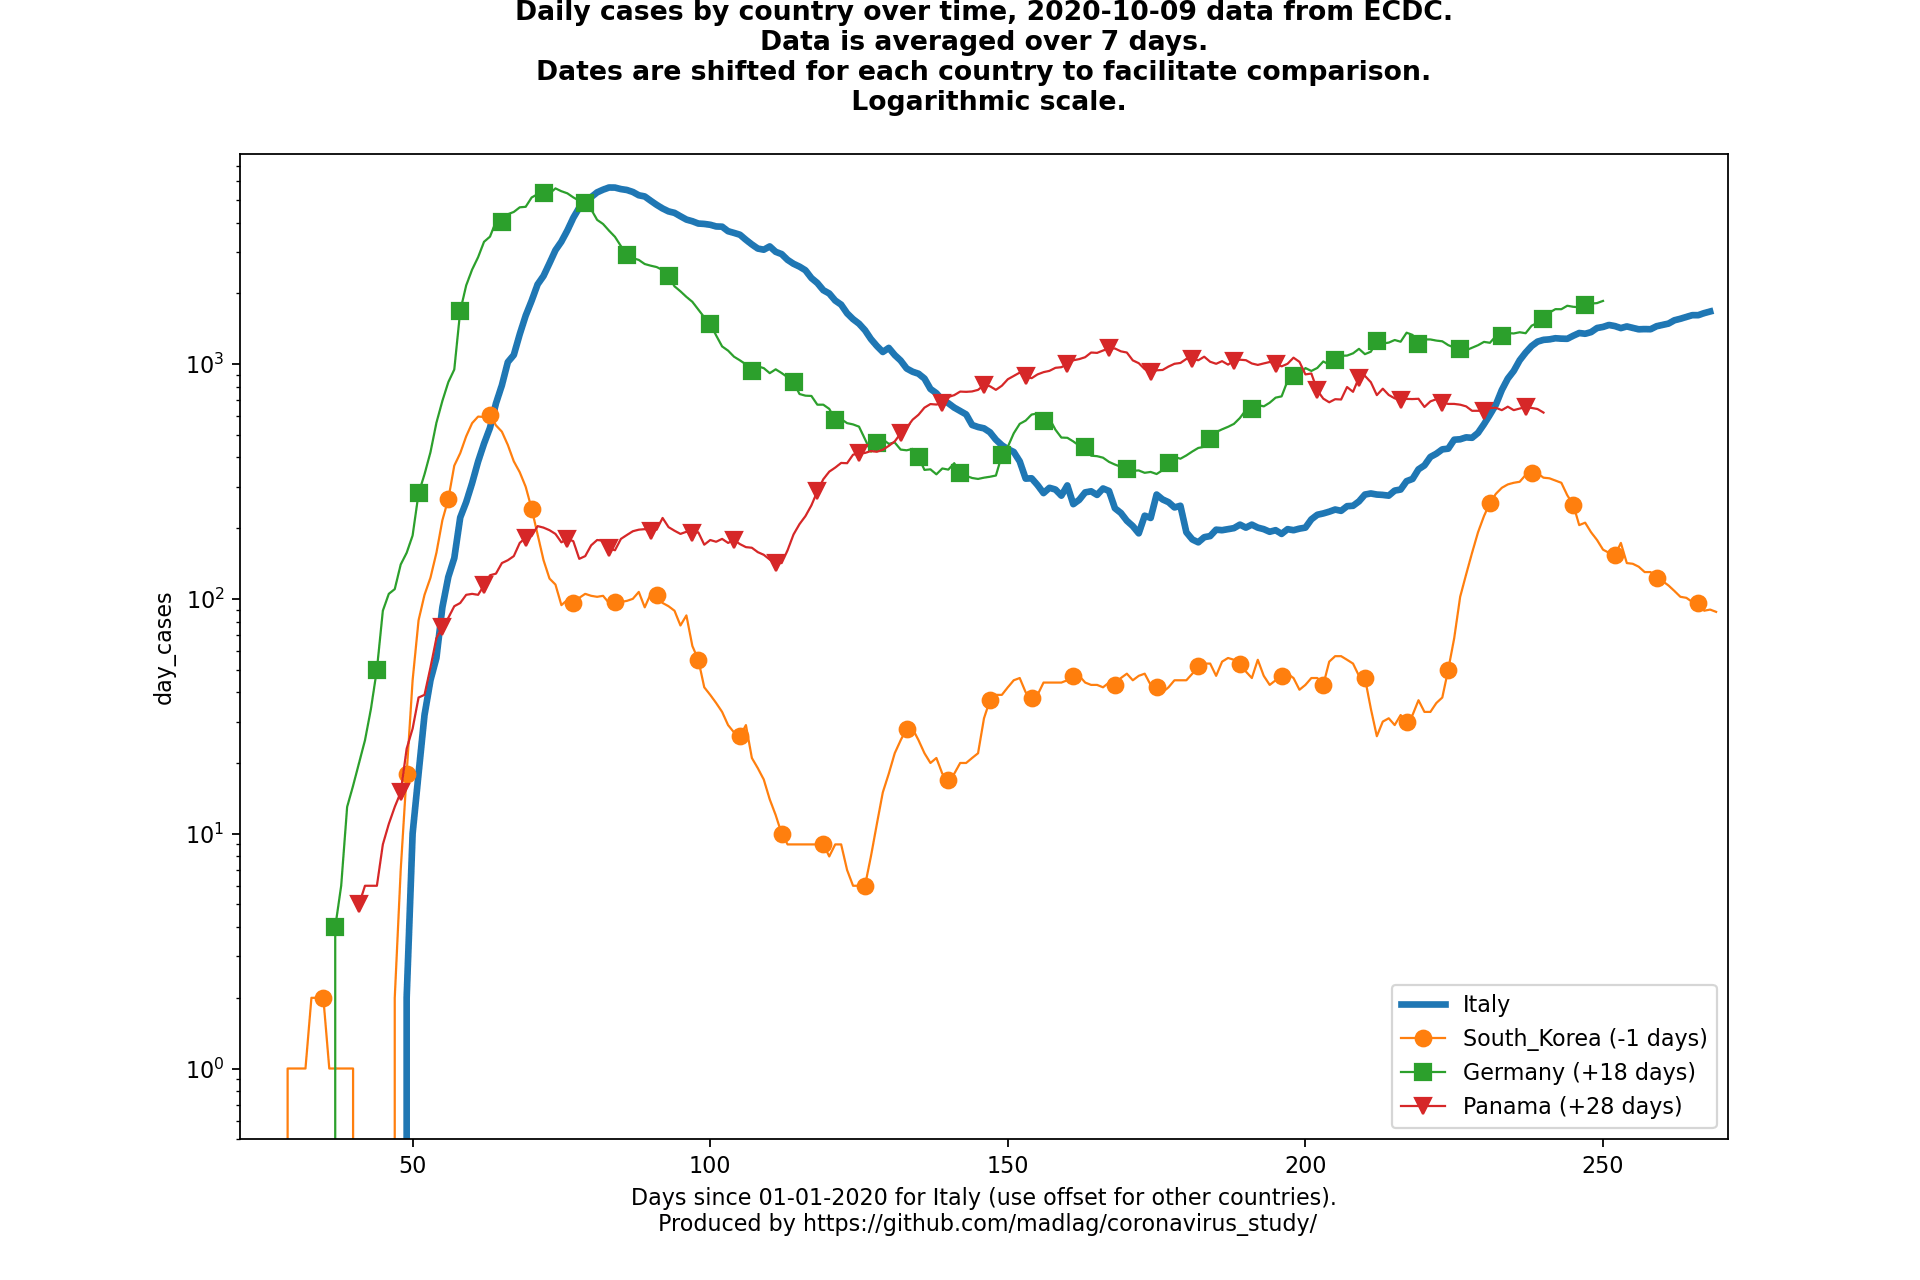 Daily cases by country over time, 2020-10-09 data from ECDC.
Data is averaged over 7 days.
Dates are shifted for each country to facilitate comparison.
Logarithmic scale.
10³
10²
10¹
10⁰
day_cases
Italy
South_Korea (-1 days)
Germany (+18 days)
Panama (+28 days)
50 100 150 200 250
Days since 01-01-2020 for Italy (use offset for other countries).
Produced by https://github.com/madlag/coronavirus_study/